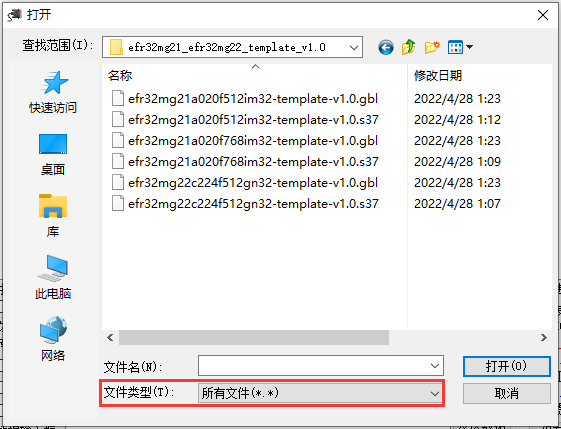 打开
查找范围(I):
efr32mg21_efr32mg22_template_v1.0
名称
修改日期
efr32mg21a020f512im32-template-v1.0.gbl 2022/4/28 1:23
efr32mg21a020f512im32-template-v1.0.s37 2022/4/28 1:12
efr32mg21a020f768im32-template-v1.0.gbl 2022/4/28 1:23
efr32mg21a020f768im32-template-v1.0.s37 2022/4/28 1:09
efr32mg22c224f512gn32-template-v1.0.gbl 2022/4/28 1:23
efr32mg22c224f512gn32-template-v1.0.s37 2022/4/28 1:07
快速访问
桌面
库
此电脑
网络
文件名(N):
打开(O)
文件类型(T):
所有文件(*.*)
取消